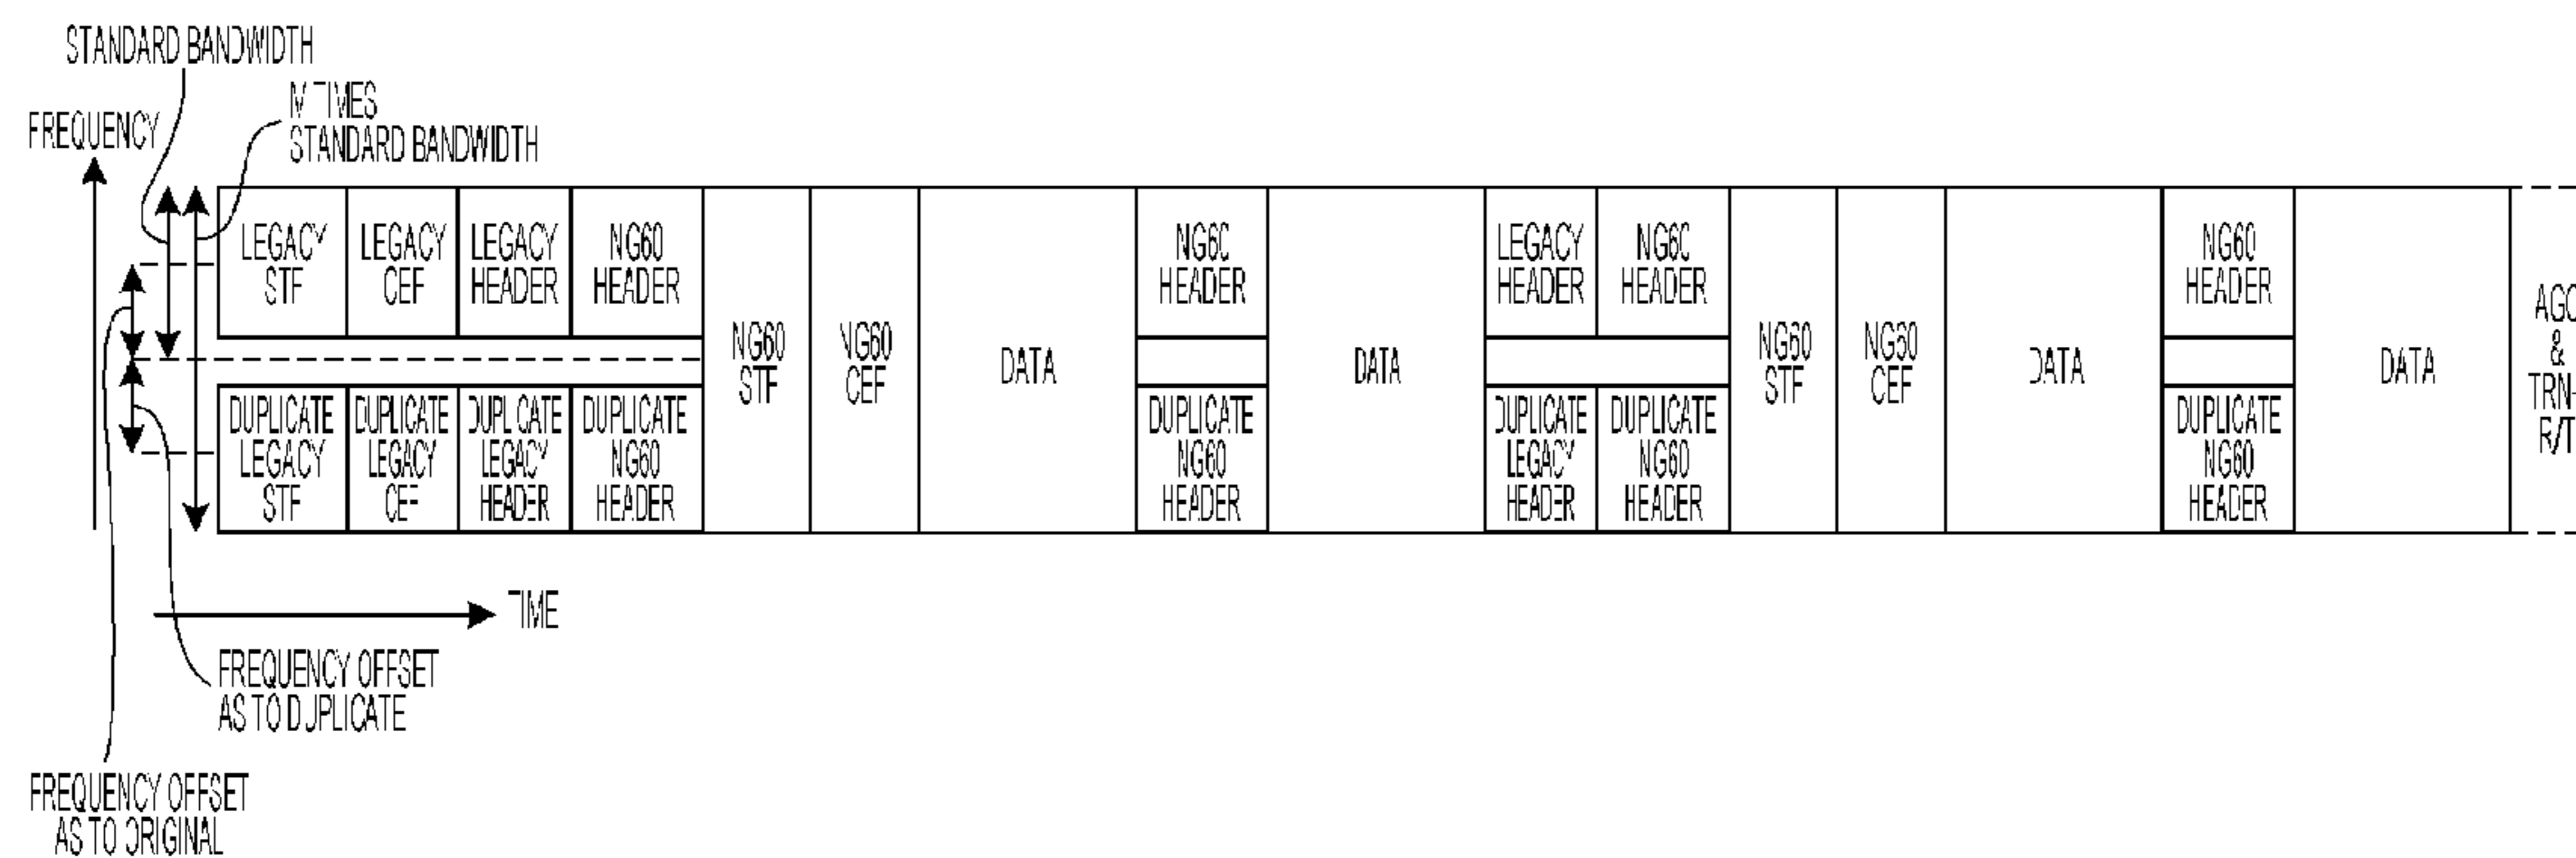 STANDARD BANDWIDTH
M TIMES
STANDARD BANDWIDTH
FREQUENCY
LEGACY
STF
LEGACY
CEF
LEGACY
HEADER
NG60
HEADER
DUPLICATE
LEGACY
STF
DUPLICATE
LEGACY
CEF
DUPLICATE
LEGACY
HEADER
DUPLICATE
NG60
HEADER
NG60
STF
NG60
CEF
DATA
NG60
HEADER
DUPLICATE
NG60
HEADER
DATA
LEGACY
HEADER
NG60
HEADER
DUPLICATE
LEGACY
HEADER
DUPLICATE
NG60
HEADER
NG60
STF
NG60
CEF
DATA
NG60
HEADER
DUPLICATE
NG60
HEADER
DATA
&
TRN-
R/T
TIME
FREQUENCY OFFSET
AS TO DUPLICATE
FREQUENCY OFFSET
AS TO ORIGINAL